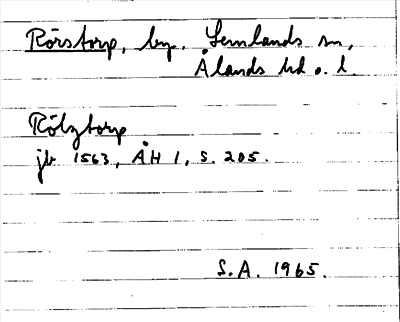 Rörstorp, by, Lemlands sn,
Ålands hd o. l.
Rölztorp
jb 1563, ÅH 1, s. 205.
S.A. 1965.